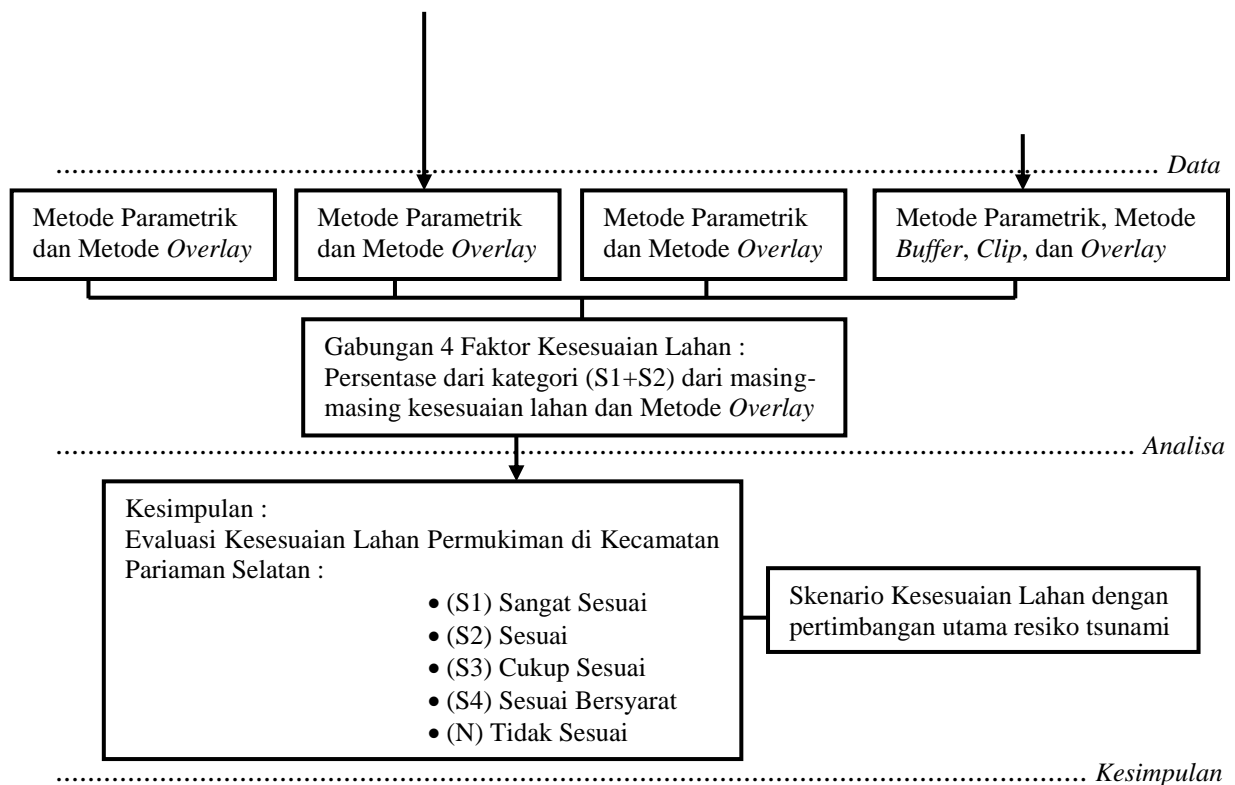 Data
Metode Parametrik
dan Metode Overlay
Metode Parametrik
dan Metode Overlay
Metode Parametrik
dan Metode Overlay
Metode Parametrik, Metode
Buffer, Clip, dan Overlay
Gabungan 4 Faktor Kesesuaian Lahan :
Persentase dari kategori (S1+S2) dari masing-
masing kesesuaian lahan dan Metode Overlay
Analisa
Kesimpulan :
Evaluasi Kesesuaian Lahan Permukiman di Kecamatan
Pariaman Selatan :
• (S1) Sangat Sesuai
• (S2) Sesuai
• (S3) Cukup Sesuai
• (S4) Sesuai Bersyarat
• (N) Tidak Sesuai
Skenario Kesesuaian Lahan dengan
pertimbangan utama resiko tsunami
Kesimpulan